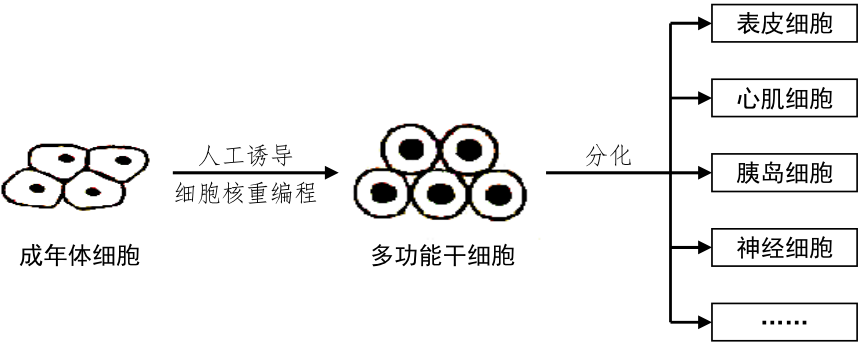 成年体细胞
人工诱导
细胞核重编程
多功能干细胞
分化
表皮细胞
心肌细胞
胰岛细胞
神经细胞
……